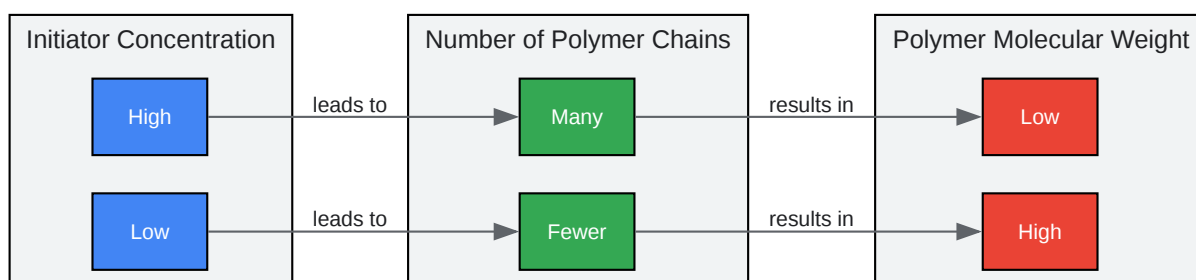 Initiator Concentration
Number of Polymer Chains
Polymer Molecular Weight
High
leads to
Many
results in
Low
Low
leads to
Fewer
results in
High